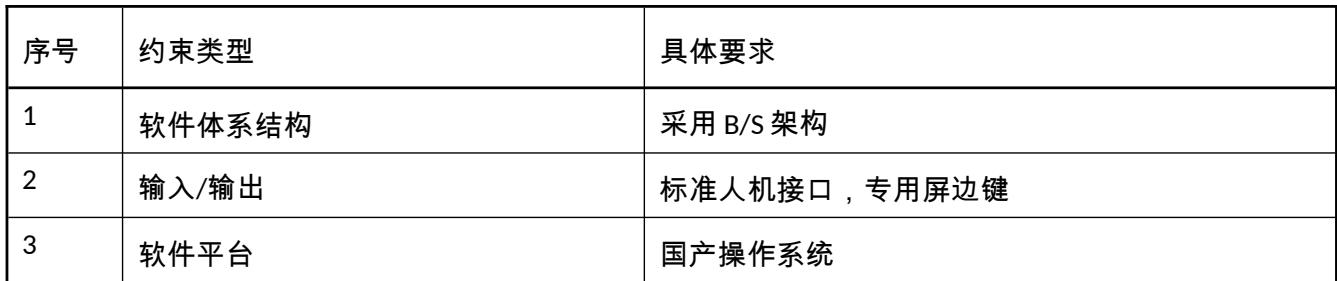 序号 约束类型 具体要求
1 软件体系结构 采用 B/S 架构
2 输入/输出 标准人机接口，专用屏边键
3 软件平台 国产操作系统